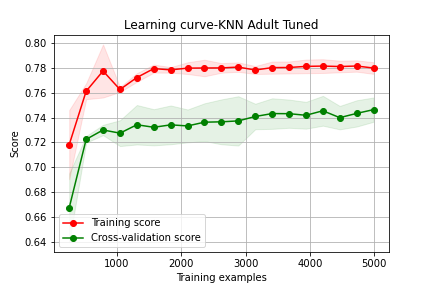 Learning curve-KNN Adult Tuned
Score
0.80
0.78
0.76
0.74
0.72
0.70
0.68
0.66
0.64
Training score
Cross-validation score
1000
2000
3000
4000
5000
Training examples